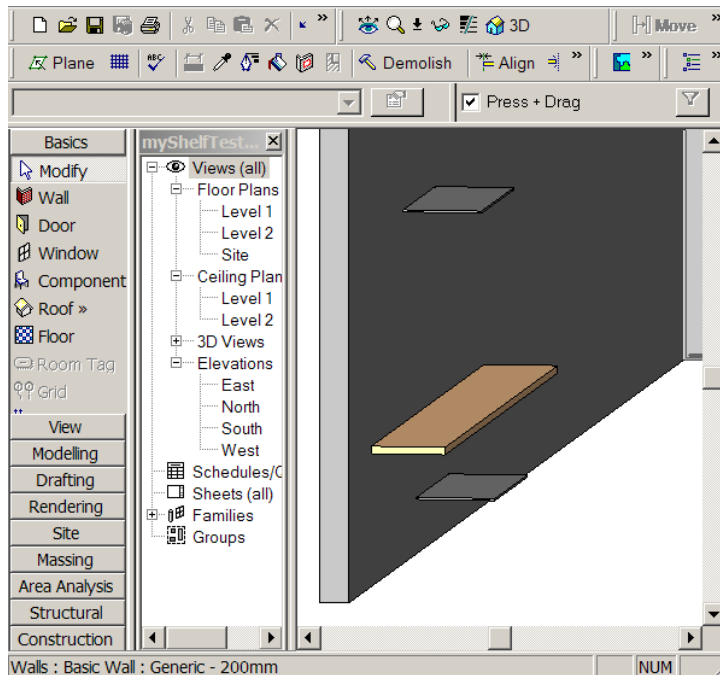 3D
Move
Plane
ABC
Demolish
Align
Press + Drag
Basics
Modify
Wall
Door
Window
Component
Roof »
Floor
Room Tag
Grid
View
Modelling
Drafting
Rendering
Site
Massing
Area Analysis
Structural
Construction
myShelfTest...
Views (all)
Floor Plans
Level 1
Level 2
Site
Ceiling Plan
Level 1
Level 2
3D Views
Elevations
East
North
South
West
Schedules/
Sheets (all)
Families
Groups
Walls : Basic Wall : Generic - 200mm
NUM